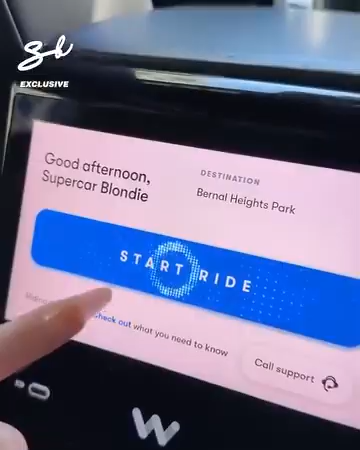 Sb
EXCLUSIVE
Good afternoon,
Supercar Blondie
DESTINATION
Bernal Heights Park
START RIDE
check out what you need to know
Call support